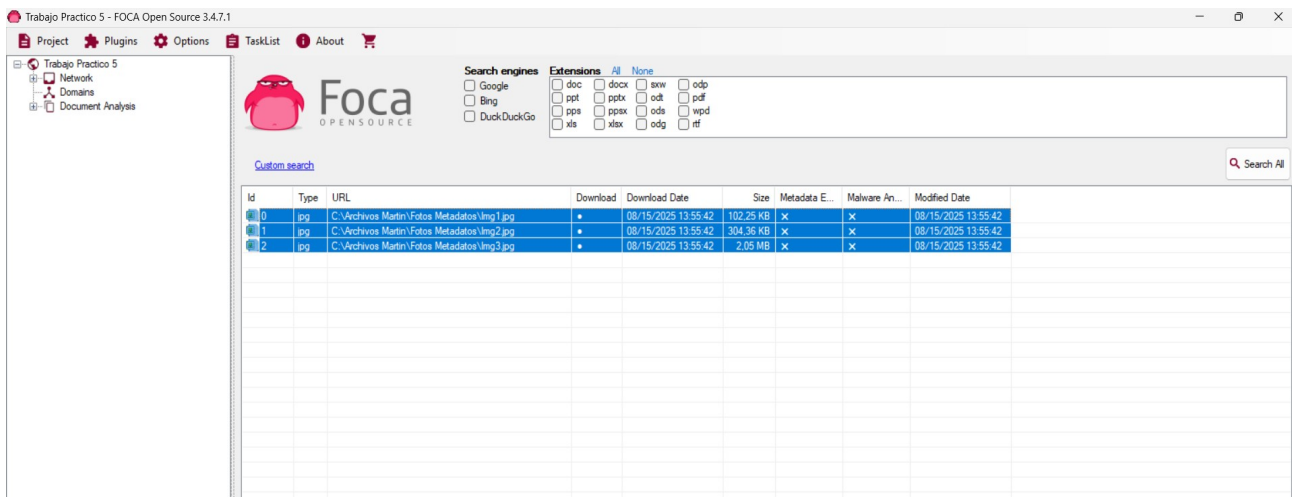 Trabajo Practico 5 - FOCA Open Source 3.4.7.1
Project Plugins Options TaskList About
Trabajo Practico 5
Network
Domains
Document Analysis
Foca
OPENSOURCE
Search engines
Google
Bing
DuckDuckGo
Extensions All None
doc docx sxw odp
ppt pptx odt pdf
pps ppsx ods wpd
xls xlsx odg rtf
Custom search
Search All
Id Type URL Download Download Date Size Metadata E... Malware An... Modified Date
0 jpg C:\Archivos Martin\Fotos Metadatos\Img1.jpg • 08/15/2025 13:55:42 102,25 KB × × 08/15/2025 13:55:42
1 jpg C:\Archivos Martin\Fotos Metadatos\Img2.jpg • 08/15/2025 13:55:42 304,36 KB × × 08/15/2025 13:55:42
2 jpg C:\Archivos Martin\Fotos Metadatos\Img3.jpg • 08/15/2025 13:55:42 2,05 MB × × 08/15/2025 13:55:42